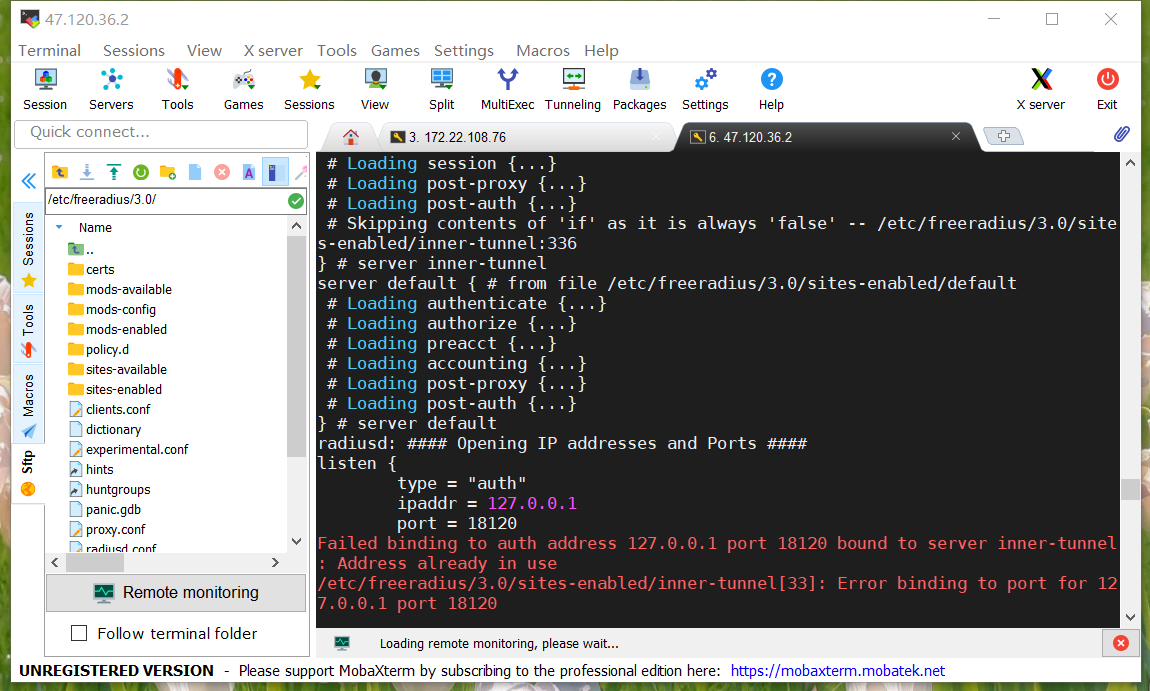 47.120.36.2
Terminal Sessions View X server Tools Games Settings Macros Help
Session Servers Tools Games Sessions View Split MultiExec Tunneling Packages Settings Help X server Exit
Quick connect...
3. 172.22.108.76
6. 47.120.36.2
/etc/freeradius/3.0/
Name
..
certs
mods-available
mods-config
mods-enabled
policy.d
sites-available
sites-enabled
clients.conf
dictionary
experimental.conf
hints
huntgroups
panic.gdb
proxy.conf
radiusd.conf
Sessions
Tools
Macros
Sftp
Remote monitoring
Follow terminal folder
# Loading session {...}
# Loading post-proxy {...}
# Loading post-auth {...}
# Skipping contents of 'if' as it is always 'false' -- /etc/freeradius/3.0/site
s-enabled/inner-tunnel:336
} # server inner-tunnel
server default { # from file /etc/freeradius/3.0/sites-enabled/default
# Loading authenticate {...}
# Loading authorize {...}
# Loading preacct {...}
# Loading accounting {...}
# Loading post-proxy {...}
# Loading post-auth {...}
} # server default
radiusd: #### Opening IP addresses and Ports ####
listen {
type = "auth"
ipaddr = 127.0.0.1
port = 18120
Failed binding to auth address 127.0.0.1 port 18120 bound to server inner-tunnel
: Address already in use
/etc/freeradius/3.0/sites-enabled/inner-tunnel[33]: Error binding to port for 12
7.0.0.1 port 18120
Loading remote monitoring, please wait...
UNREGISTERED VERSION - Please support MobaXterm by subscribing to the professional edition here: https://mobaxterm.mobatek.net